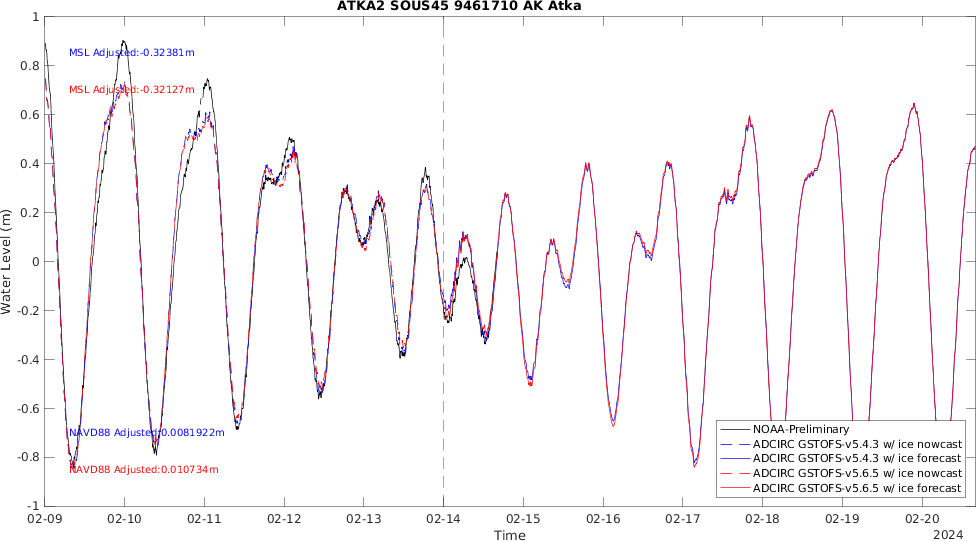 ATKA2 SOUS45 9461710 AK Atka
1
0.8
0.6
0.4
0.2
0
-0.2
-0.4
-0.6
-0.8
-1
Water Level (m)
MSL Adjusted:-0.32381m
MSL Adjusted:-0.32127m
NAVD88 Adjusted:0.0081922m
NAVD88 Adjusted:0.010734m
NOAA-Preliminary
ADCIRC GSTOFS-v5.4.3 w/ ice nowcast
ADCIRC GSTOFS-v5.4.3 w/ ice forecast
ADCIRC GSTOFS-v5.6.5 w/ ice nowcast
ADCIRC GSTOFS-v5.6.5 w/ ice forecast
02-09 02-10 02-11 02-12 02-13 02-14 02-15 02-16 02-17 02-18 02-19 02-20
Time
2024